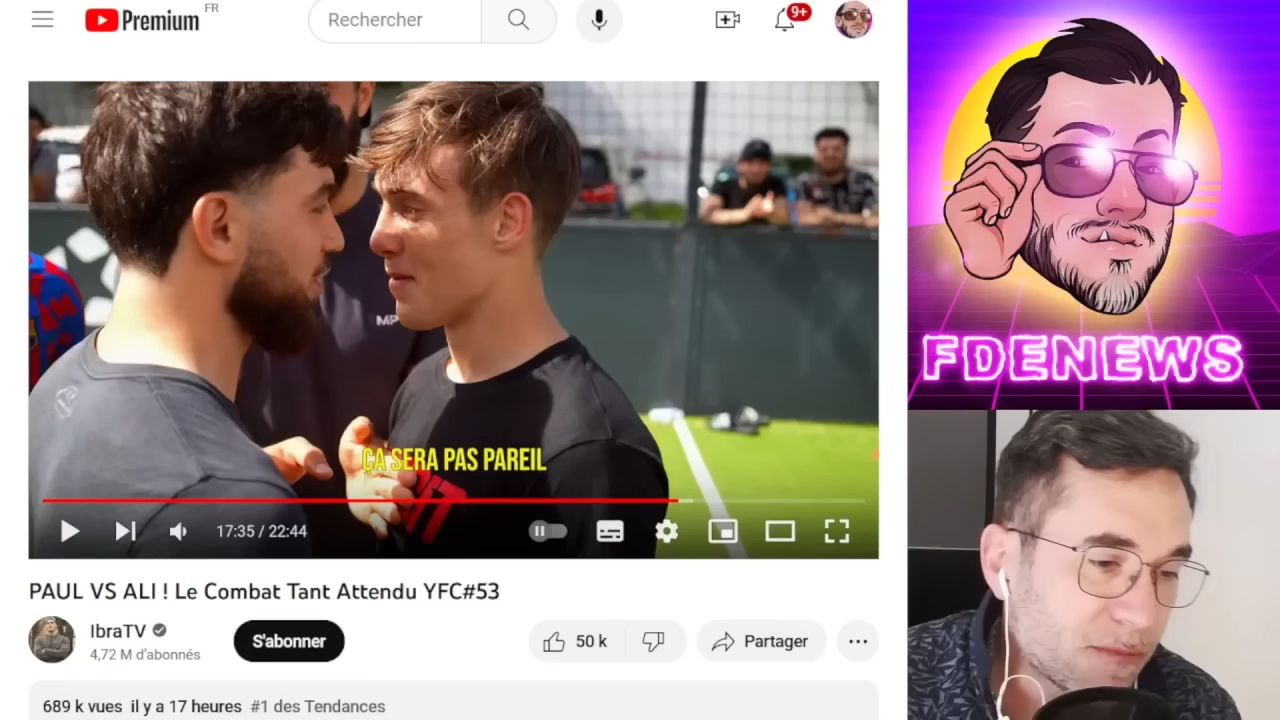 Premium
FR
Rechercher
9+
MP
ÇA SERA PAS PAREIL
17:35 / 22:44
PAUL VS ALI ! Le Combat Tant Attendu YFC#53
IbraTV
4,72 M d'abonnés
S'abonner
50 k
Partager
689 k vues il y a 17 heures #1 des Tendances
FDENEWS